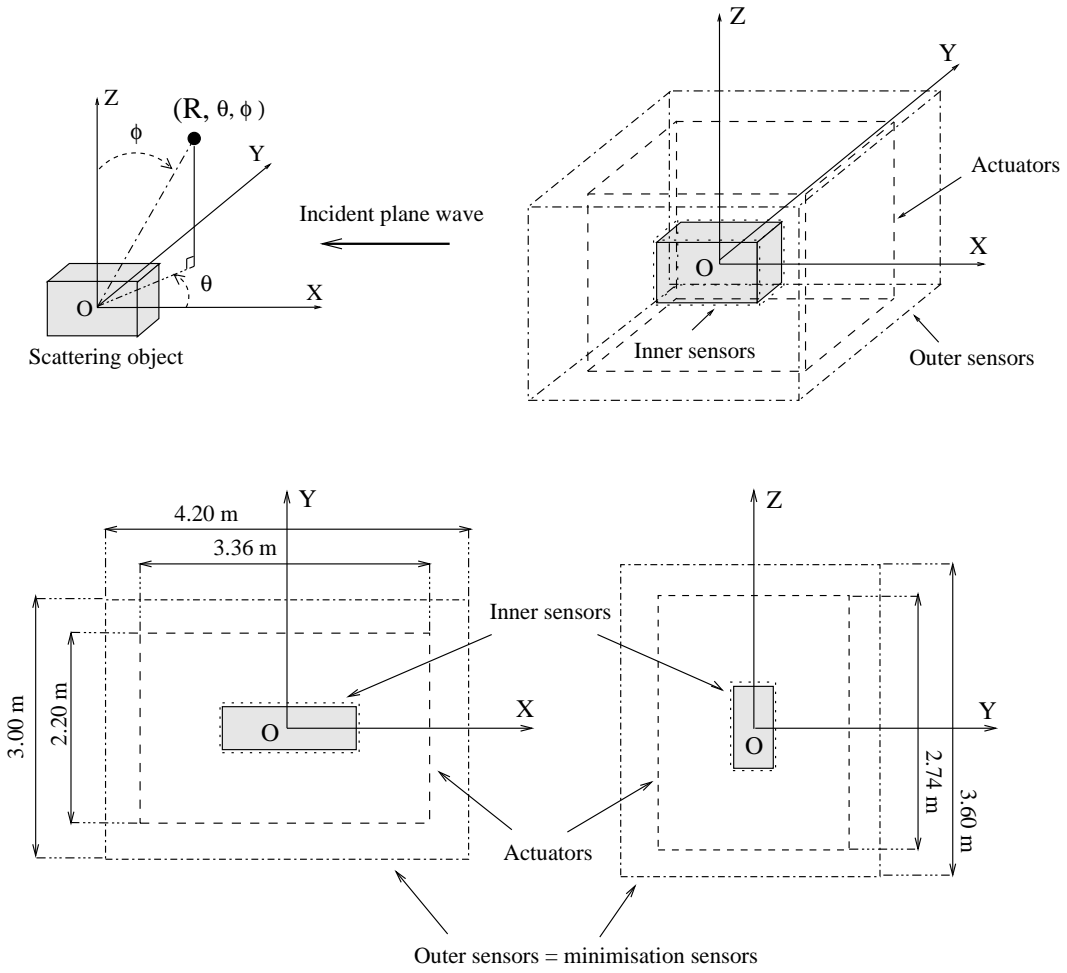 Z
(R, θ, ϕ)
ϕ
Y
Incident plane wave
θ
O
X
Scattering object
Z
Y
Actuators
X
O
Inner sensors
Outer sensors
Y
4.20 m
3.36 m
Inner sensors
X
O
3.00 m
2.20 m
Actuators
Z
Y
O
2.74 m
3.60 m
Outer sensors = minimisation sensors